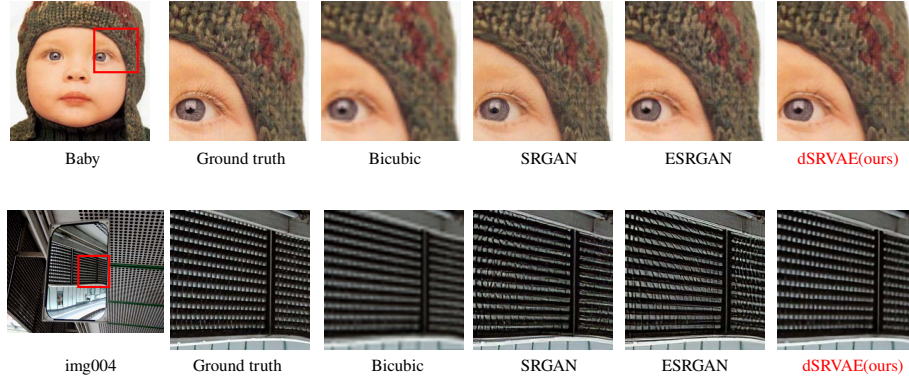 Baby Ground truth Bicubic SRGAN ESRGAN dSRVAE(ours)
img004 Ground truth Bicubic SRGAN ESRGAN dSRVAE(ours)